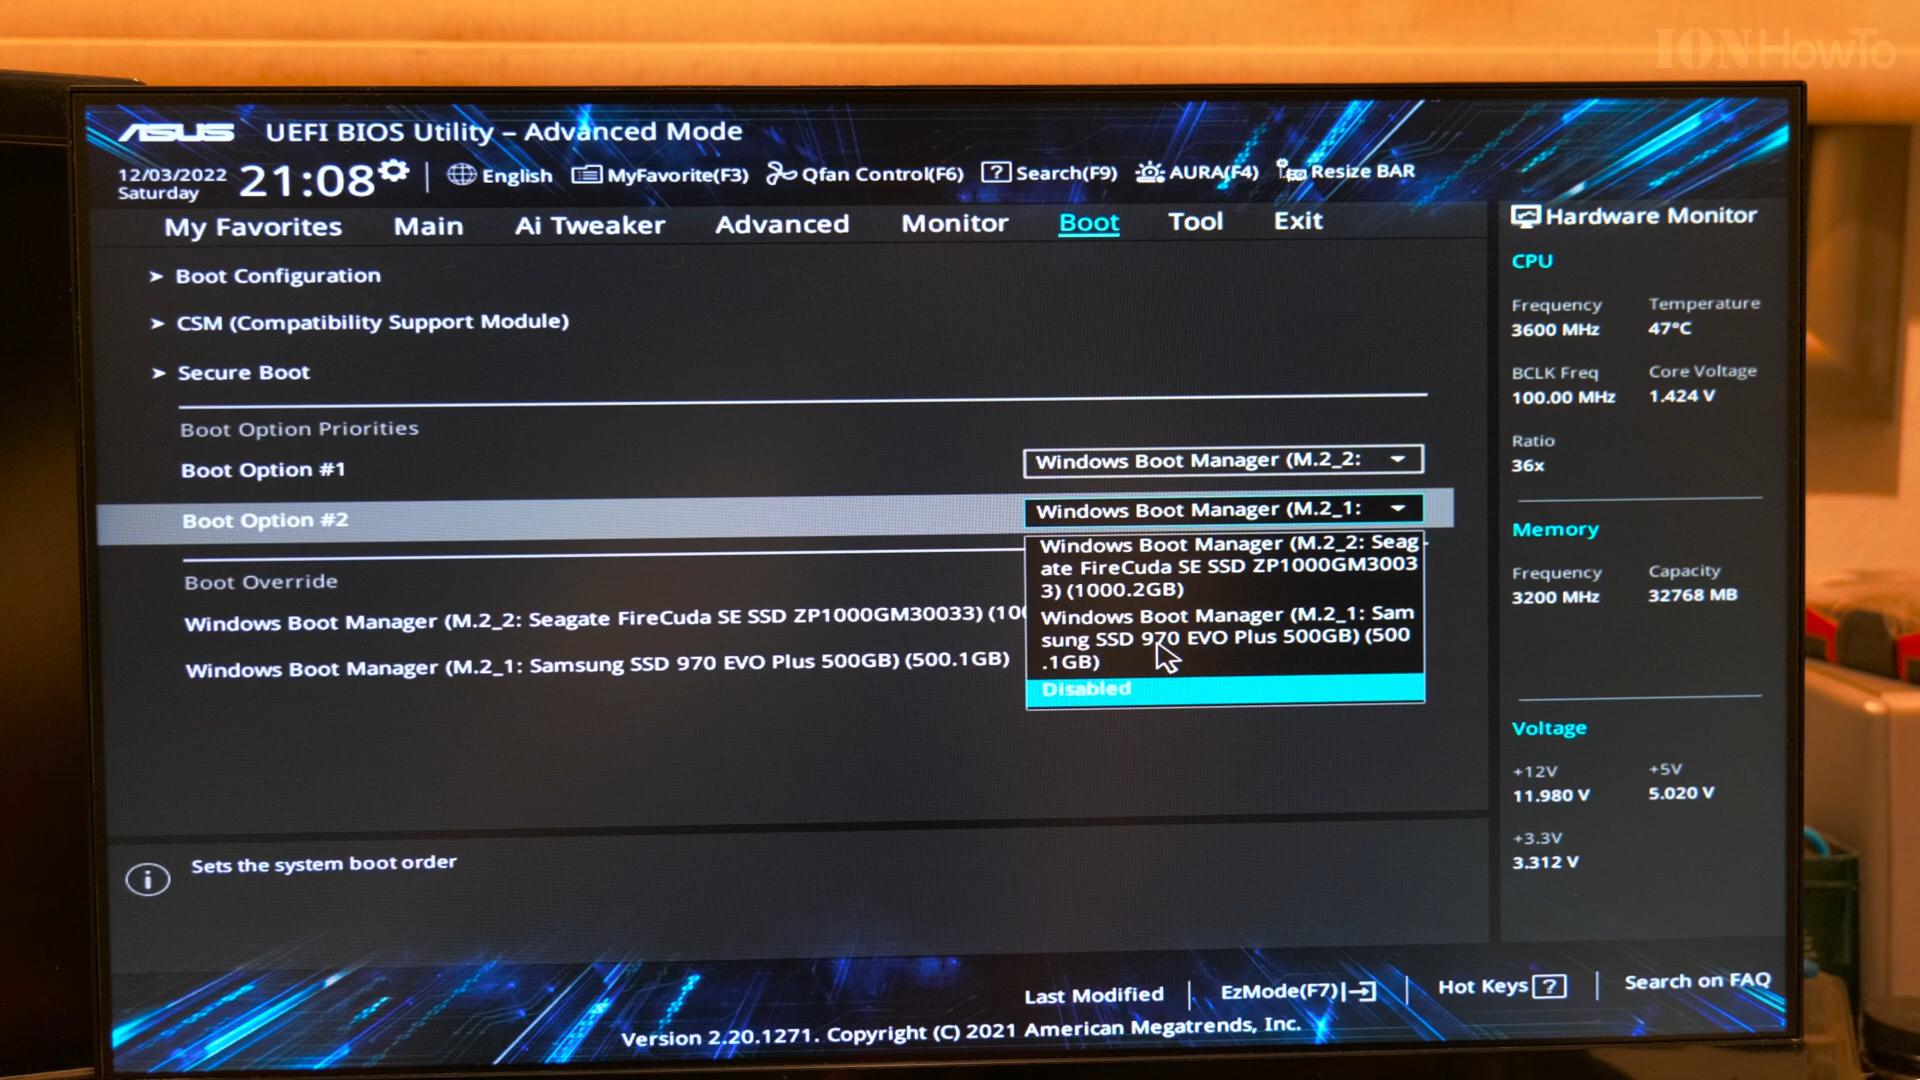 IONHowTo
ASUS UEFI BIOS Utility – Advanced Mode
12/03/2022
Saturday
21:08
English
MyFavorite(F3)
Qfan Control(F6)
? Search(F9)
AURA(F4)
Resize BAR
My Favorites
Main
Ai Tweaker
Advanced
Monitor
Boot
Tool
Exit
> Boot Configuration
> CSM (Compatibility Support Module)
> Secure Boot
Boot Option Priorities
Boot Option #1
Windows Boot Manager (M.2_2:
Boot Option #2
Windows Boot Manager (M.2_1:
Windows Boot Manager (M.2_2: Seag
ate FireCuda SE SSD ZP1000GM3003
3) (1000.2GB)
Windows Boot Manager (M.2_1: Sam
sung SSD 970 EVO Plus 500GB) (500
.1GB)
Disabled
Boot Override
Windows Boot Manager (M.2_2: Seagate FireCuda SE SSD ZP1000GM30033) (10
Windows Boot Manager (M.2_1: Samsung SSD 970 EVO Plus 500GB) (500.1GB)
i Sets the system boot order
Hardware Monitor
CPU
Frequency Temperature
3600 MHz 47°C
BCLK Freq Core Voltage
100.00 MHz 1.424 V
Ratio
36x
Memory
Frequency Capacity
3200 MHz 32768 MB
Voltage
+12V +5V
11.980 V 5.020 V
+3.3V
3.312 V
Last Modified
EzMode(F7)
Hot Keys ?
Search on FAQ
Version 2.20.1271. Copyright (C) 2021 American Megatrends, Inc.